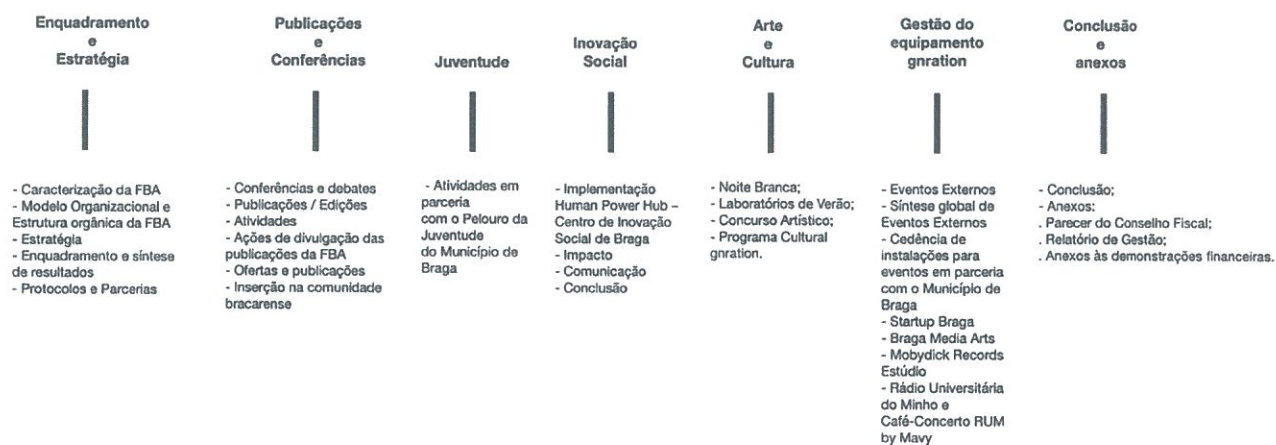 Enquadramento
e
Estratégia
- Caracterização da FBA
- Modelo Organizacional e
Estrutura orgânica da FBA
- Estratégia
- Enquadramento e síntese
de resultados
- Protocolos e Parcerias
Publicações
e
Conferências
- Conferências e debates
- Publicações / Edições
- Atividades
- Ações de divulgação das
publicações da FBA
- Ofertas e publicações
- Inserção na comunidade
bracarense
Juventude
- Atividades em
parceria
com o Pelouro da
Juventude
do Município de
Braga
Inovação
Social
- Implementação
Human Power Hub –
Centro de Inovação
Social de Braga
- Impacto
- Comunicação
- Conclusão
Arte
e
Cultura
- Noite Branca;
- Laboratórios de Verão;
- Concurso Artístico;
- Programa Cultural
gnration.
Gestão do
equipamento
gnration
- Eventos Externos
- Síntese global de
Eventos Externos
- Cedência de
instalações para
eventos em parceria
com o Município de
Braga
- Startup Braga
- Braga Media Arts
- Mobydick Records
Estúdio
- Rádio Universitária
do Minho e
Café-Concerto RUM
by Mavy
Conclusão
e
anexos
- Conclusão;
- Anexos:
. Parecer do Conselho Fiscal;
. Relatório de Gestão;
. Anexos às demonstrações financeiras.